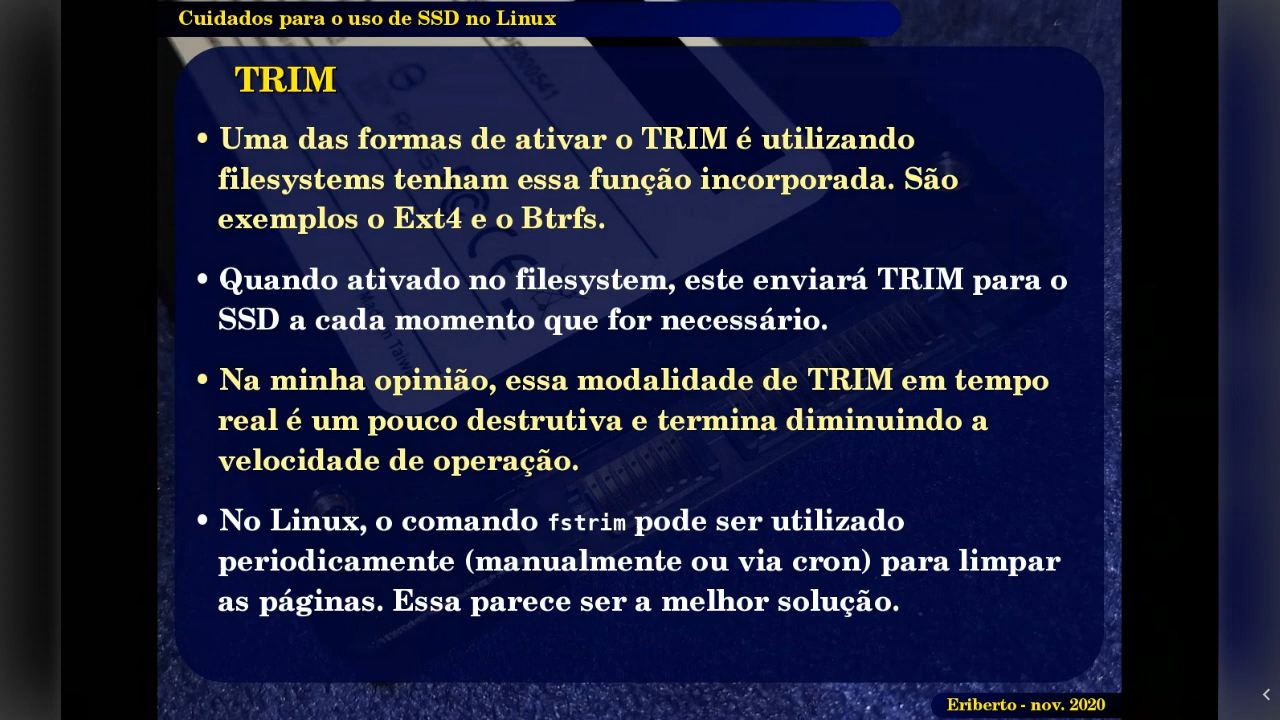 Cuidados para o uso de SSD no Linux
TRIM
• Uma das formas de ativar o TRIM é utilizando
filesystems tenham essa função incorporada. São
exemplos o Ext4 e o Btrfs.
• Quando ativado no filesystem, este enviará TRIM para o
SSD a cada momento que for necessário.
• Na minha opinião, essa modalidade de TRIM em tempo
real é um pouco destrutiva e termina diminuindo a
velocidade de operação.
• No Linux, o comando fstrim pode ser utilizado
periodicamente (manualmente ou via cron) para limpar
as páginas. Essa parece ser a melhor solução.
Eriberto - nov. 2020